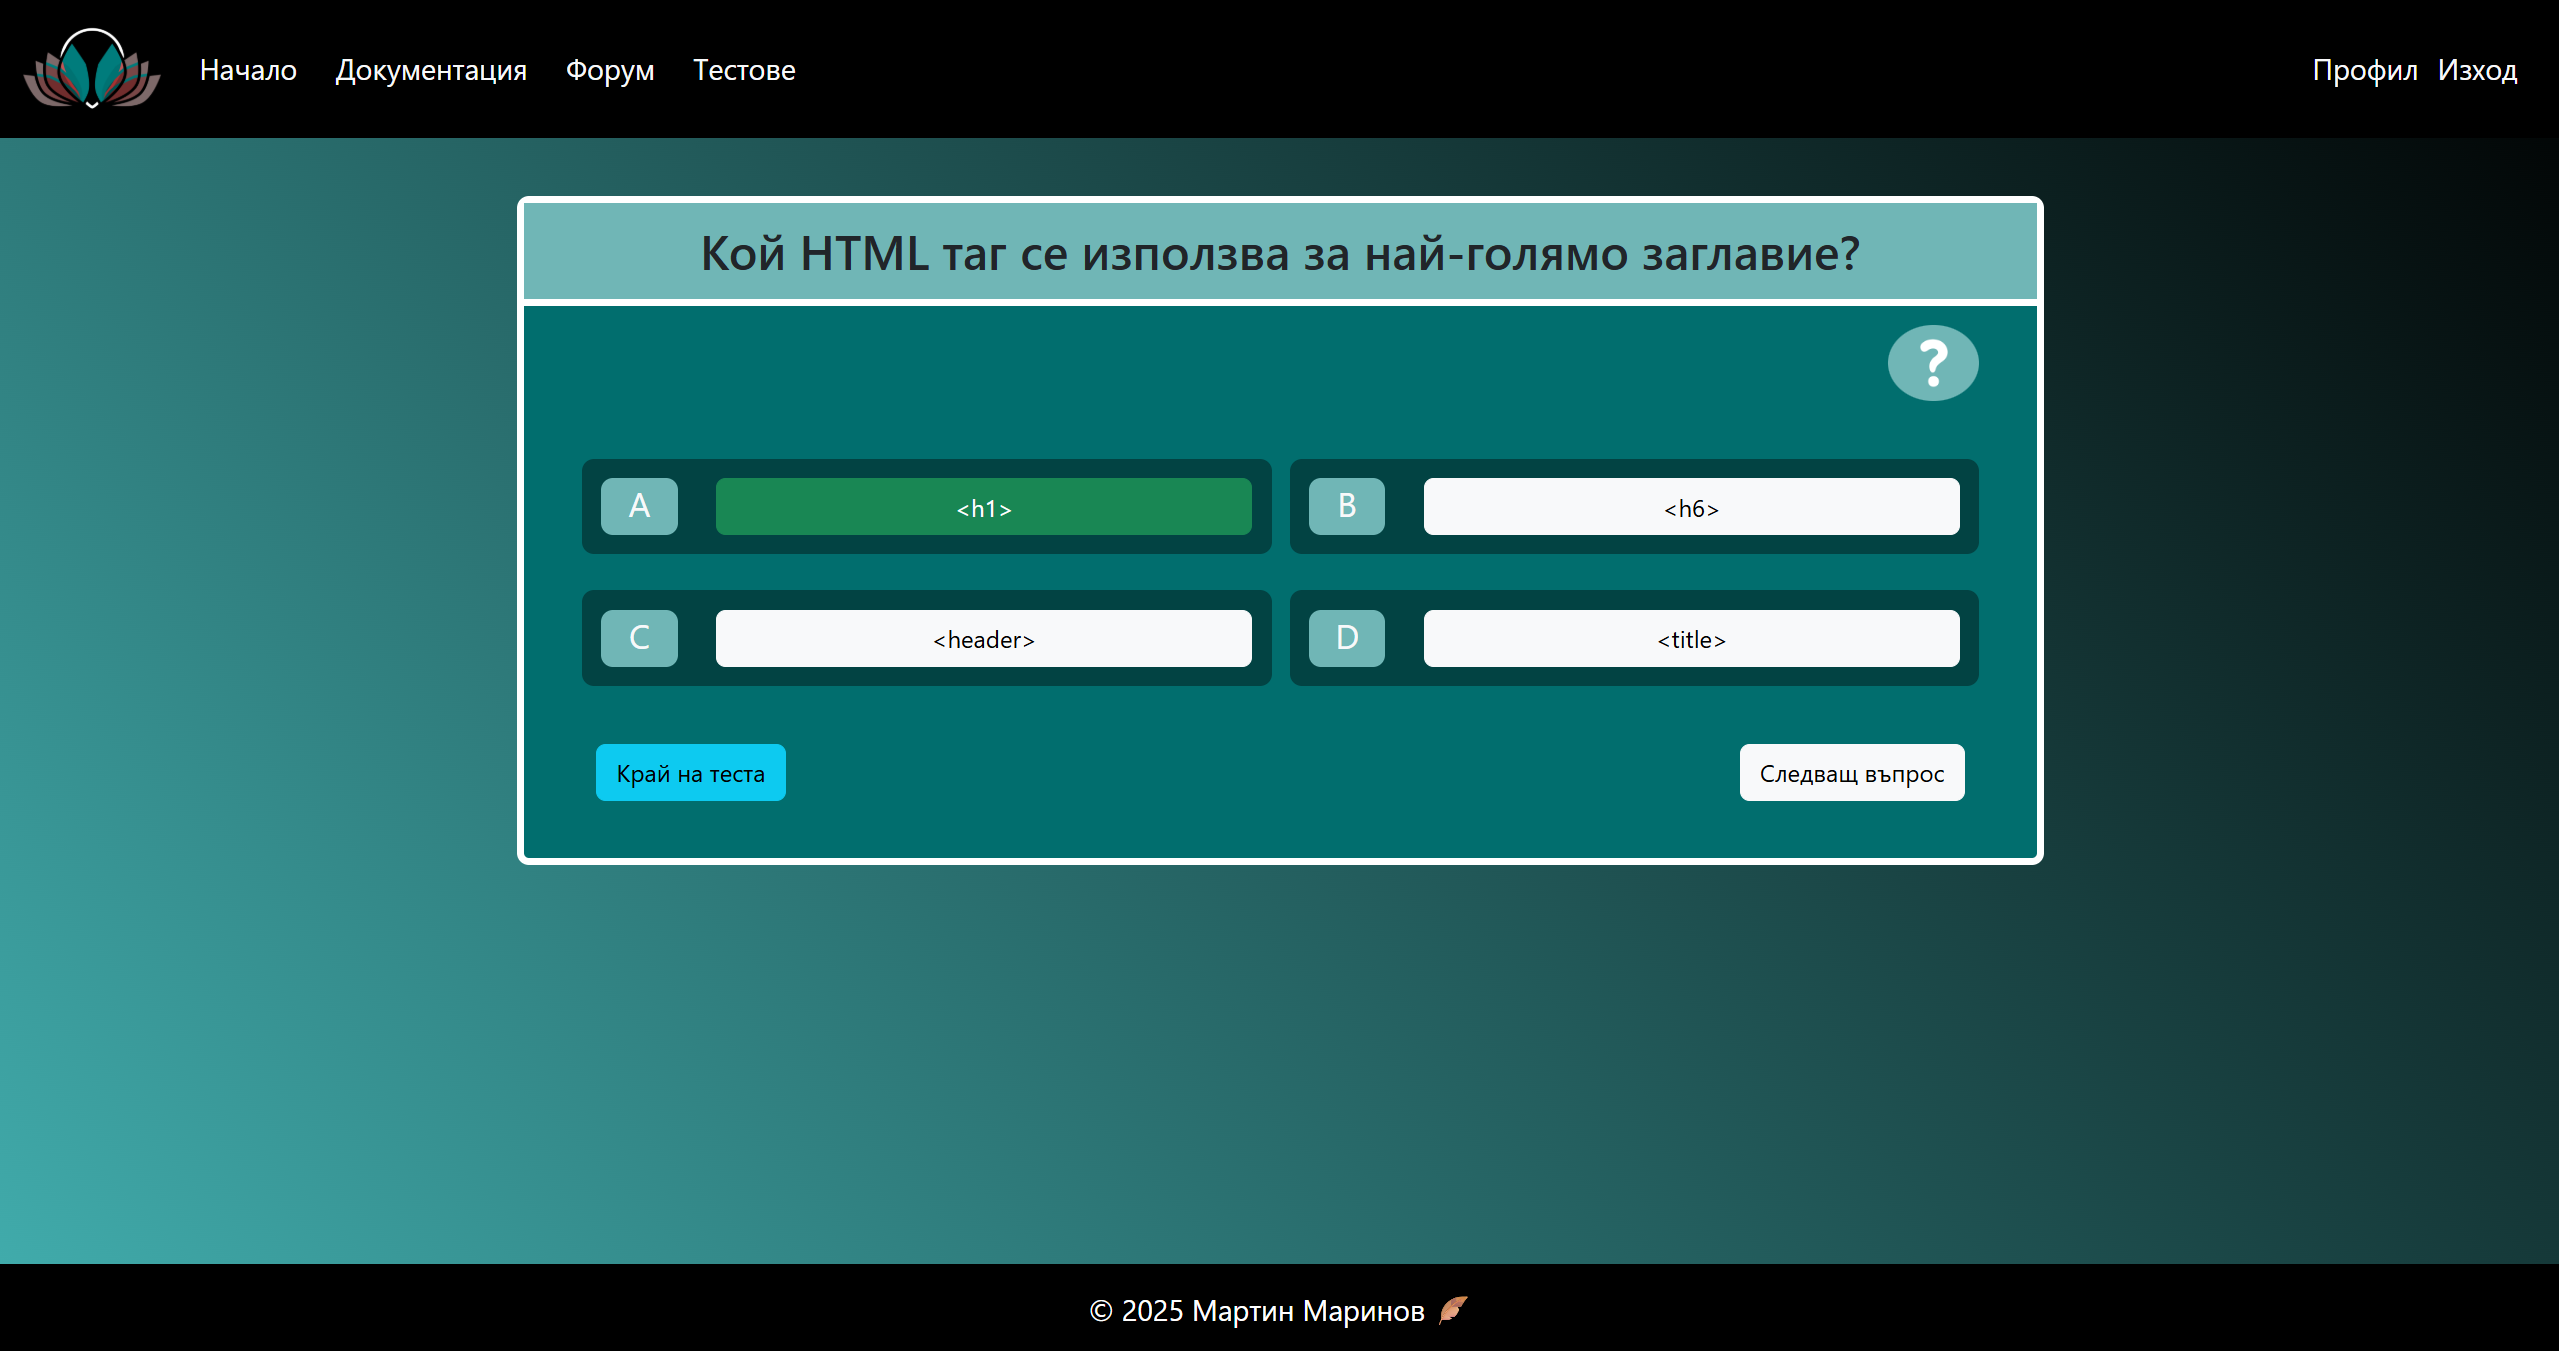 Начало Документация Форум Тестове Профил Изход
Кой HTML таг се използва за най-голямо заглавие?
?
A <h1> B <h6>
C <header> D <title>
Край на теста Следващ въпрос
© 2025 Мартин Маринов